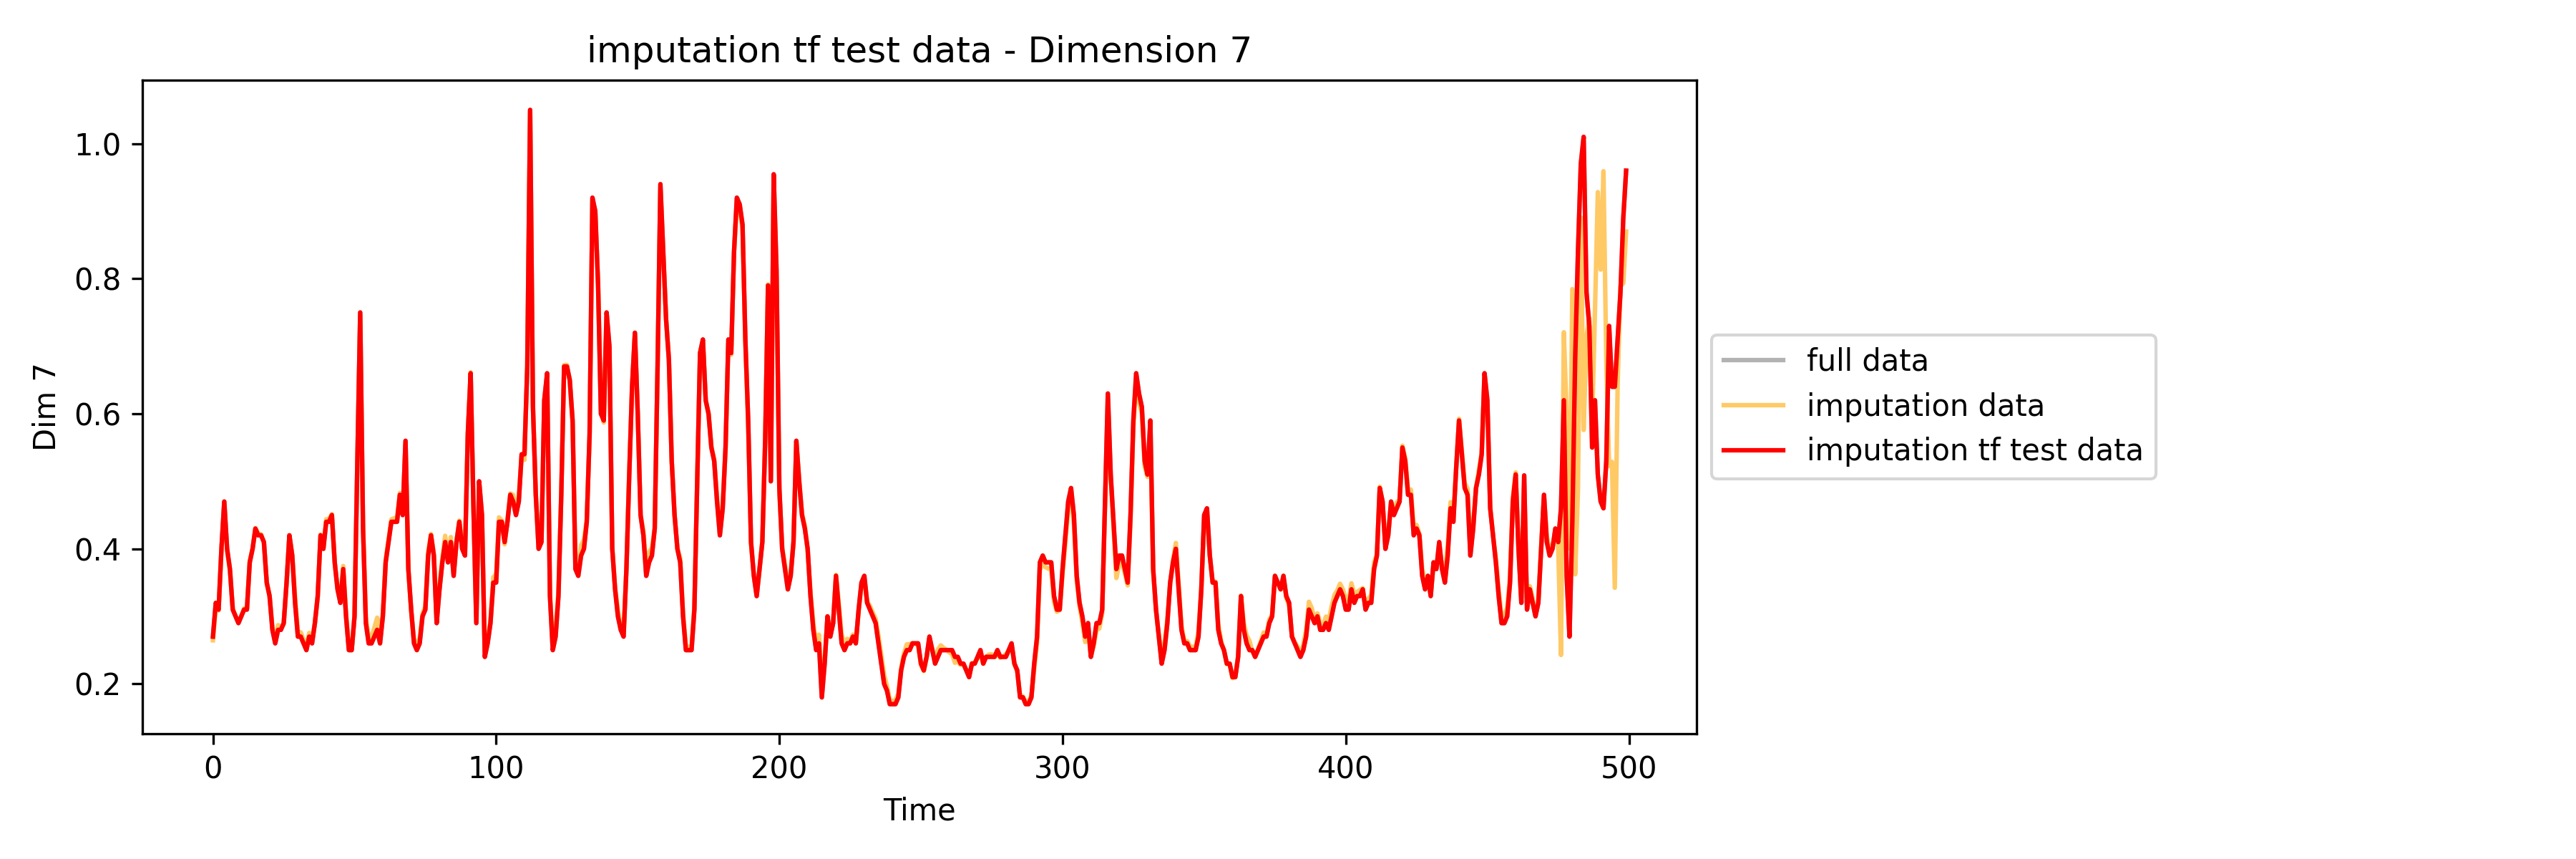 imputation tf test data - Dimension 7
1.0
0.8
0.6
0.4
0.2
Dim 7
0 100 200 300 400 500
Time
full data
imputation data
imputation tf test data